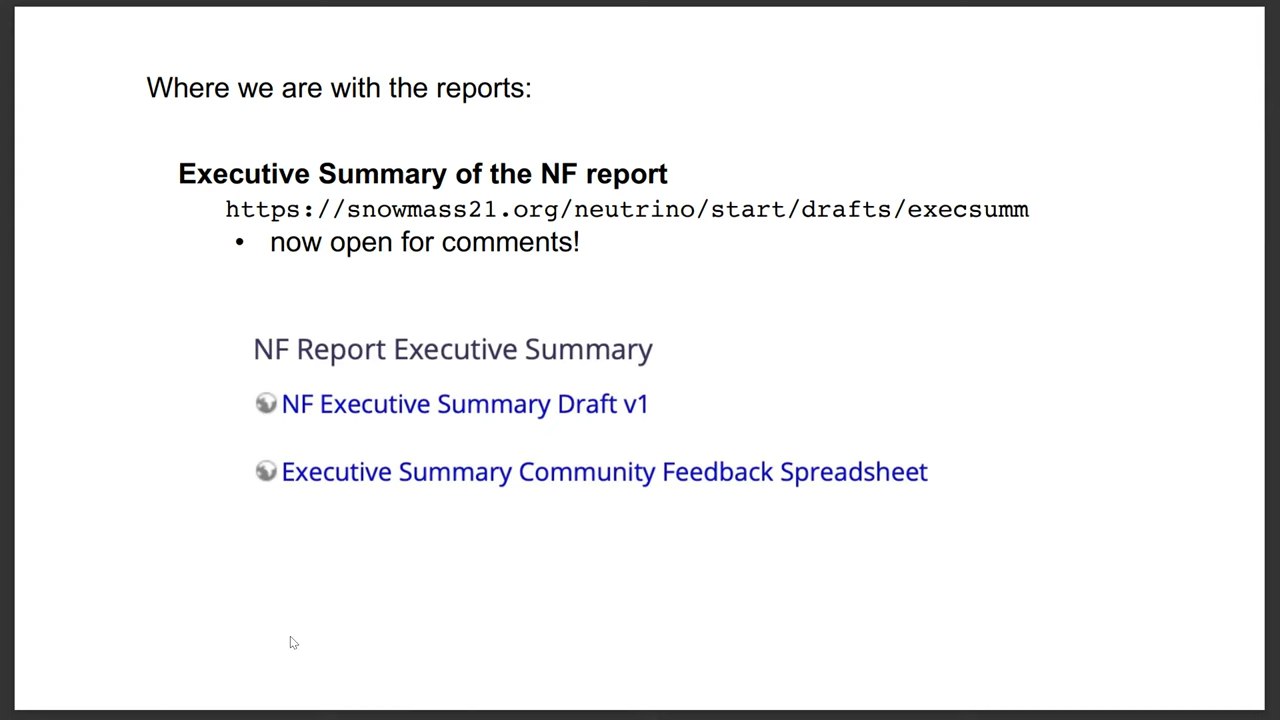 Where we are with the reports:
Executive Summary of the NF report
https://snowmass21.org/neutrino/start/drafts/execsumm
• now open for comments!
NF Report Executive Summary
NF Executive Summary Draft v1
Executive Summary Community Feedback Spreadsheet